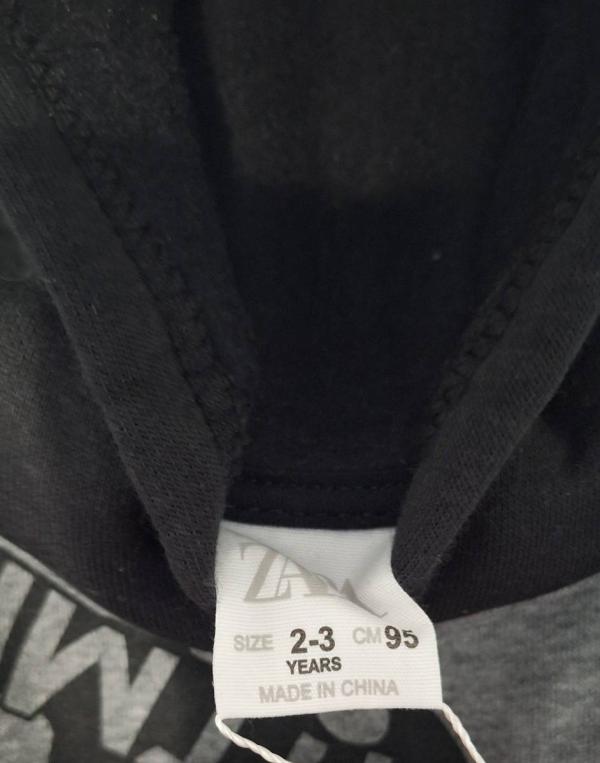 ZARA
SIZE 2-3 CM 95
YEARS
MADE IN CHINA